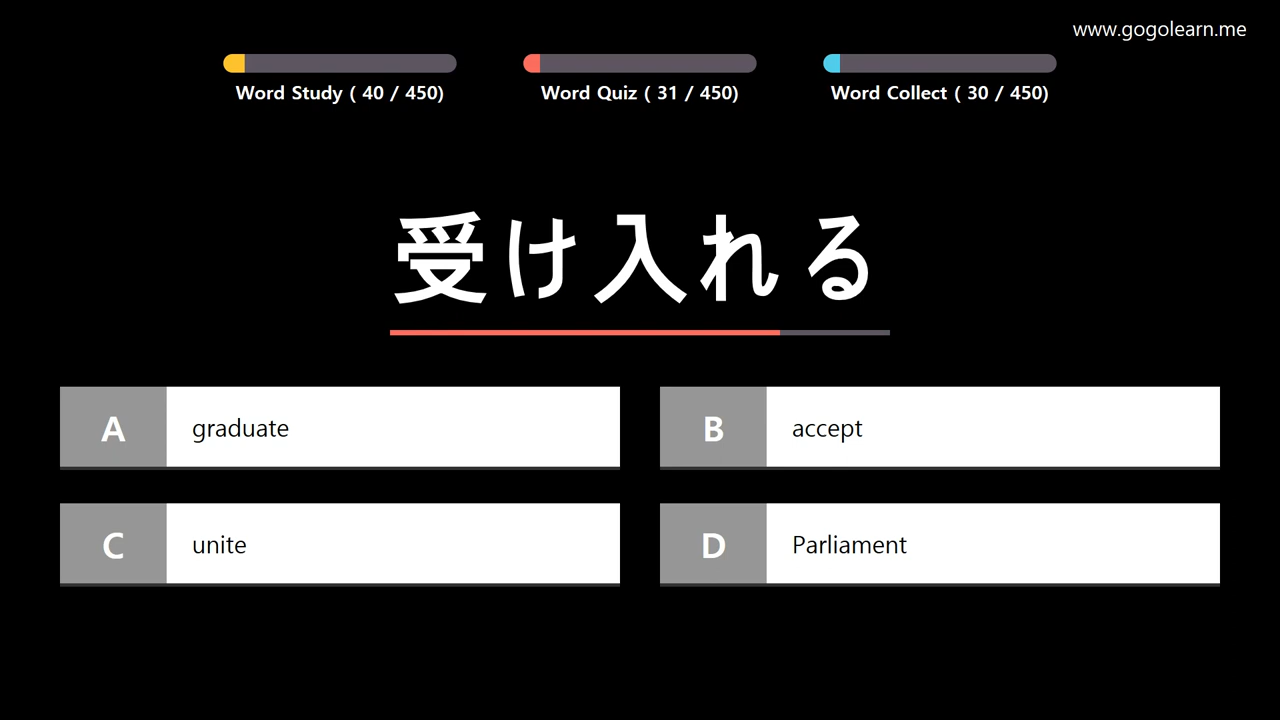 www.gogolearn.me
Word Study ( 40 / 450)
Word Quiz ( 31 / 450)
Word Collect ( 30 / 450)
受け入れる
A graduate
B accept
C unite
D Parliament